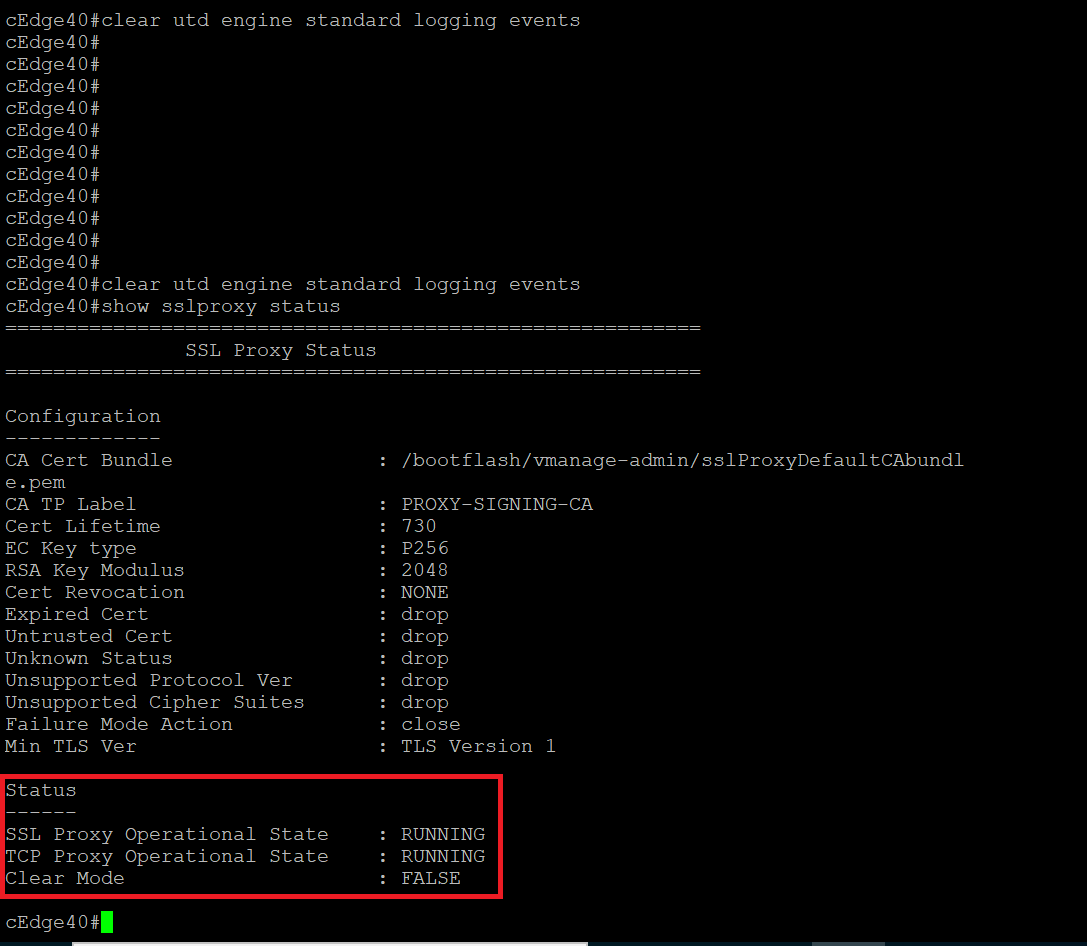 cEdge40#clear utd engine standard logging events
cEdge40#
cEdge40#
cEdge40#
cEdge40#
cEdge40#
cEdge40#
cEdge40#
cEdge40#
cEdge40#
cEdge40#
cEdge40#
cEdge40#clear utd engine standard logging events
cEdge40#show sslproxy status
==========================================================
SSL Proxy Status
==========================================================
Configuration
-------------
CA Cert Bundle : /bootflash/vmanage-admin/sslProxyDefaultCAbundl
e.pem
CA TP Label : PROXY-SIGNING-CA
Cert Lifetime : 730
EC Key type : P256
RSA Key Modulus : 2048
Cert Revocation : NONE
Expired Cert : drop
Untrusted Cert : drop
Unknown Status : drop
Unsupported Protocol Ver : drop
Unsupported Cipher Suites : drop
Failure Mode Action : close
Min TLS Ver : TLS Version 1
Status
------
SSL Proxy Operational State : RUNNING
TCP Proxy Operational State : RUNNING
Clear Mode : FALSE
cEdge40#